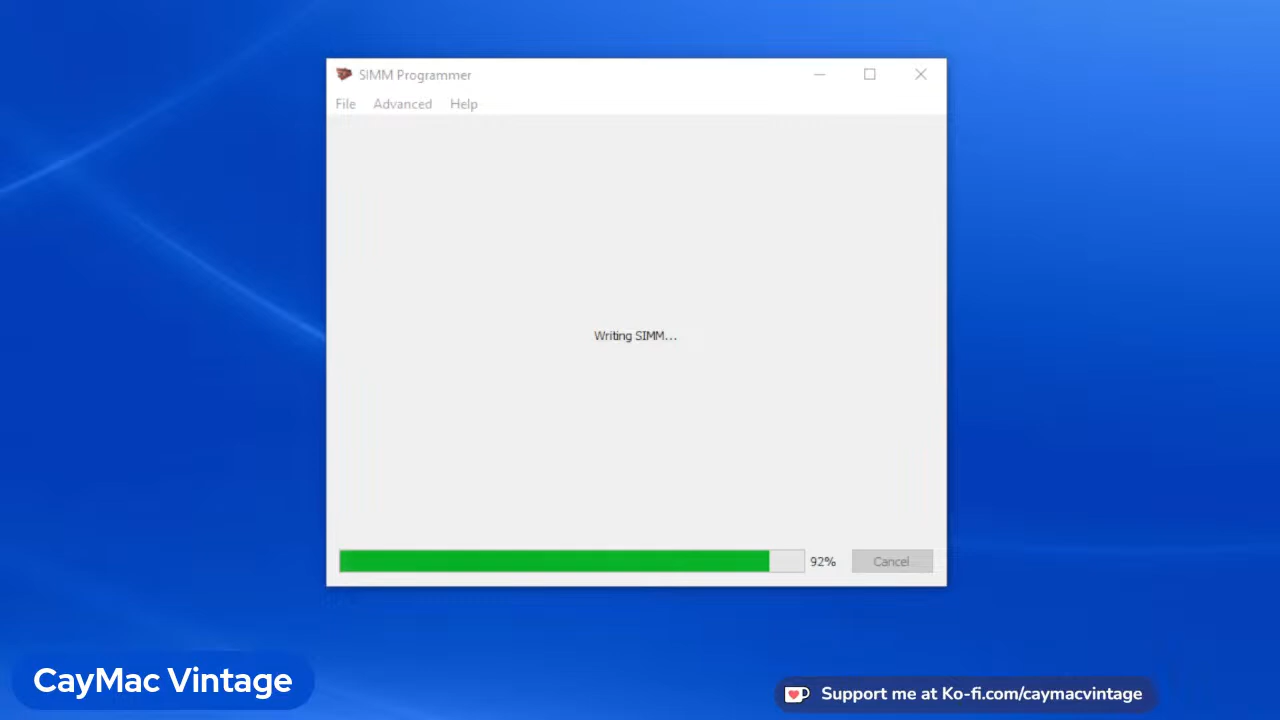 SIMM Programmer
File Advanced Help
Writing SIMM...
92% Cancel
CayMac Vintage
Support me at Ko-fi.com/caymacvintage